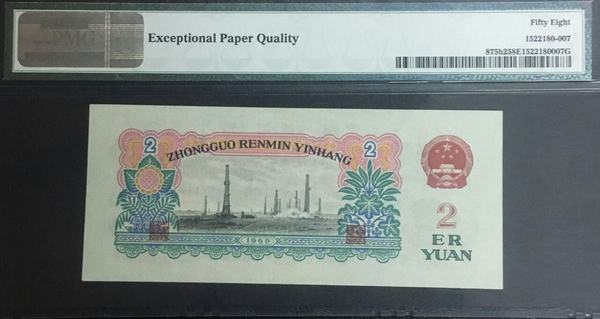 PMG
Exceptional Paper Quality
Fifty Eight
1522180-007
875b258E1522180007G
2
2
ZHONGGUO RENMIN YINHANG
1960
2
ER
YUAN